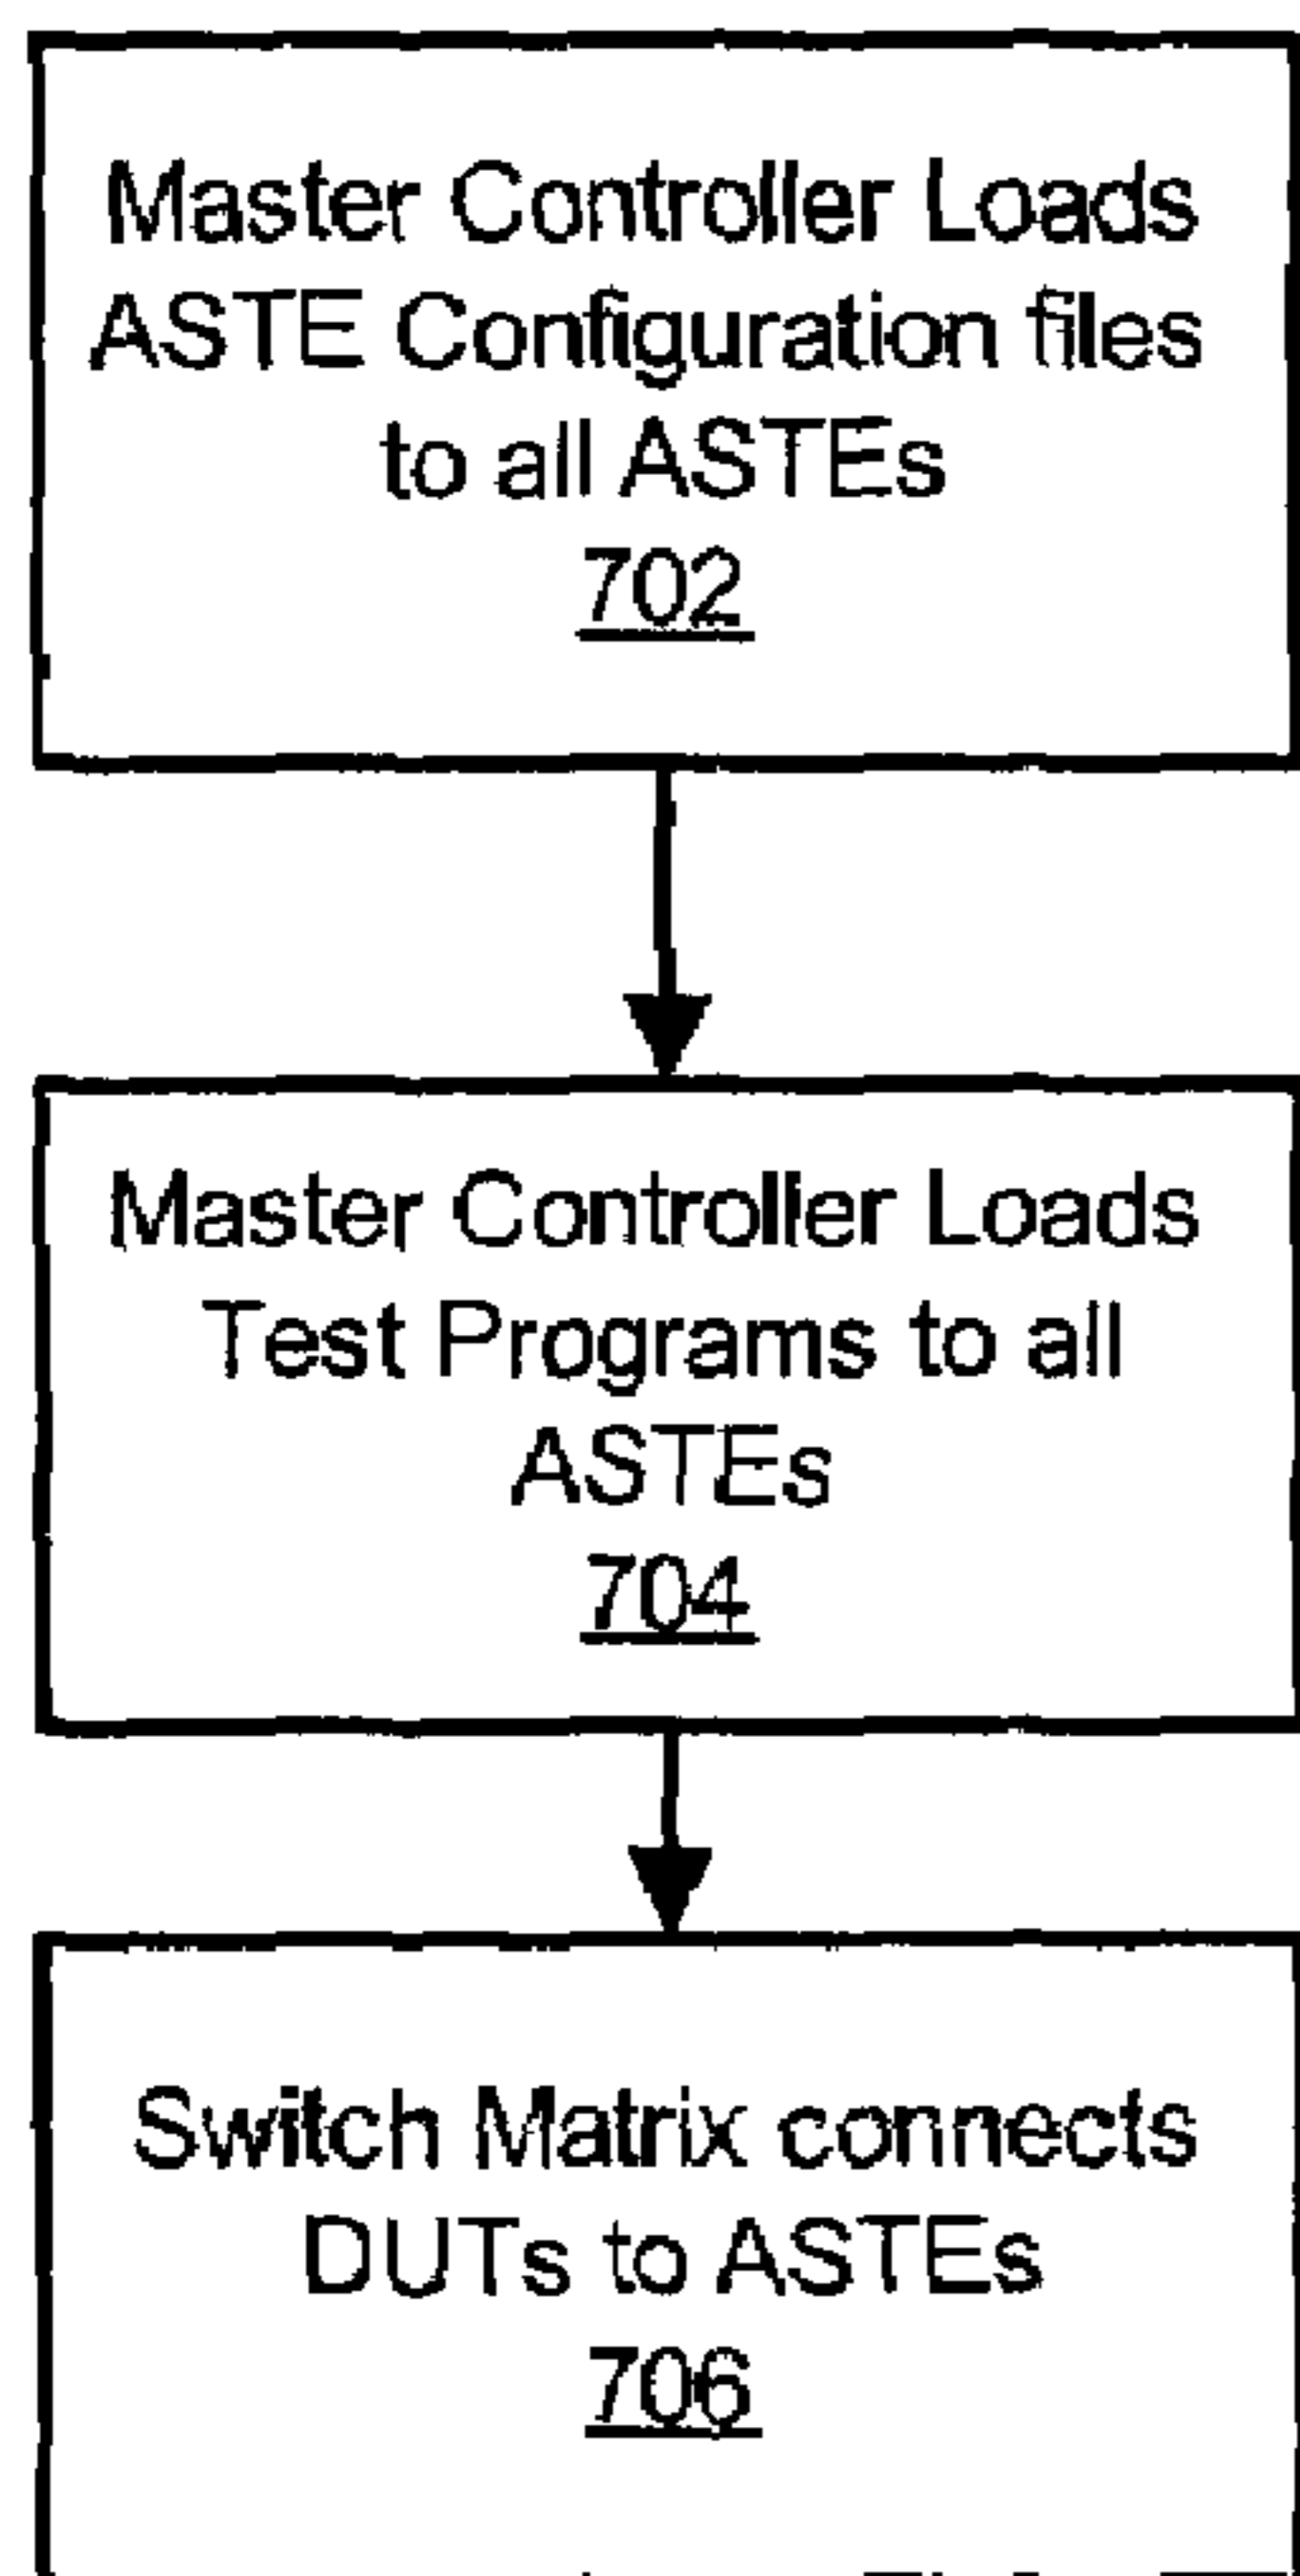 Master Controller Loads
ASTE Configuration files
to all ASTEs
702
Master Controller Loads
Test Programs to all
ASTEs
704
Switch Matrix connects
DUTs to ASTEs
706